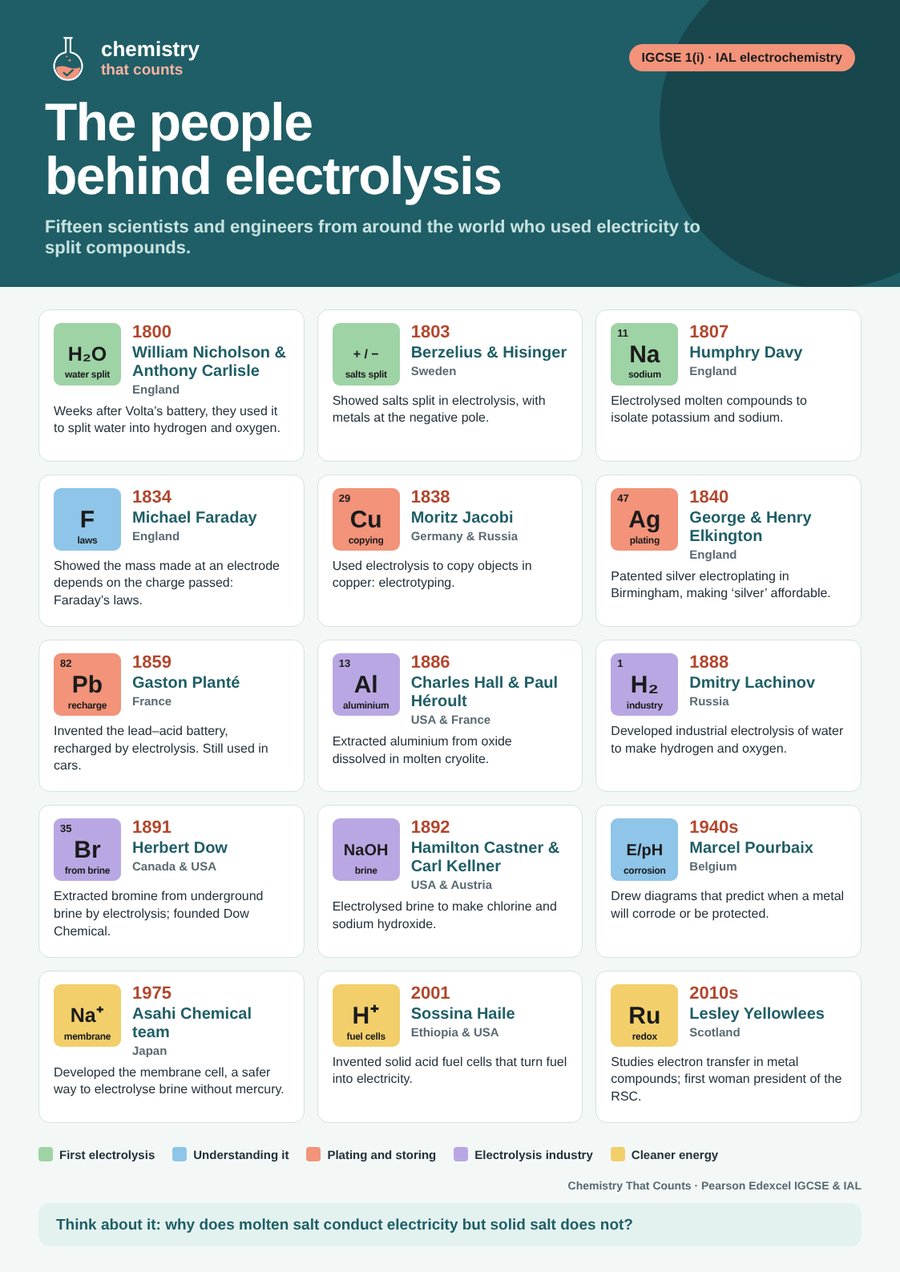 chemistry
that counts
IGCSE 1(i) · IAL electrochemistry
The people
behind electrolysis
Fifteen scientists and engineers from around the world who used electricity to
split compounds.
H₂O
water split
1800
William Nicholson &
Anthony Carlisle
England
Weeks after Volta’s battery, they used it
to split water into hydrogen and oxygen.
+ / −
salts split
1803
Berzelius & Hisinger
Sweden
Showed salts split in electrolysis, with
metals at the negative pole.
11
Na
sodium
1807
Humphry Davy
England
Electrolysed molten compounds to
isolate potassium and sodium.
F
laws
1834
Michael Faraday
England
Showed the mass made at an electrode
depends on the charge passed:
Faraday’s laws.
29
Cu
copying
1838
Moritz Jacobi
Germany & Russia
Used electrolysis to copy objects in
copper: electrotyping.
47
Ag
plating
1840
George & Henry
Elkington
England
Patented silver electroplating in
Birmingham, making ‘silver’ affordable.
82
Pb
recharge
1859
Gaston Planté
France
Invented the lead–acid battery,
recharged by electrolysis. Still used in
cars.
13
Al
aluminium
1886
Charles Hall & Paul
Héroult
USA & France
Extracted aluminium from oxide
dissolved in molten cryolite.
1
H₂
industry
1888
Dmitry Lachinov
Russia
Developed industrial electrolysis of water
to make hydrogen and oxygen.
35
Br
from brine
1891
Herbert Dow
Canada & USA
Extracted bromine from underground
brine by electrolysis; founded Dow
Chemical.
NaOH
brine
1892
Hamilton Castner &
Carl Kellner
USA & Austria
Electrolysed brine to make chlorine and
sodium hydroxide.
E/pH
corrosion
1940s
Marcel Pourbaix
Belgium
Drew diagrams that predict when a metal
will corrode or be protected.
Na⁺
membrane
1975
Asahi Chemical
team
Japan
Developed the membrane cell, a safer
way to electrolyse brine without mercury.
H⁺
fuel cells
2001
Sossina Haile
Ethiopia & USA
Invented solid acid fuel cells that turn fuel
into electricity.
Ru
redox
2010s
Lesley Yellowlees
Scotland
Studies electron transfer in metal
compounds; first woman president of the
RSC.
First electrolysis
Understanding it
Plating and storing
Electrolysis industry
Cleaner energy
Chemistry That Counts · Pearson Edexcel IGCSE & IAL
Think about it: why does molten salt conduct electricity but solid salt does not?